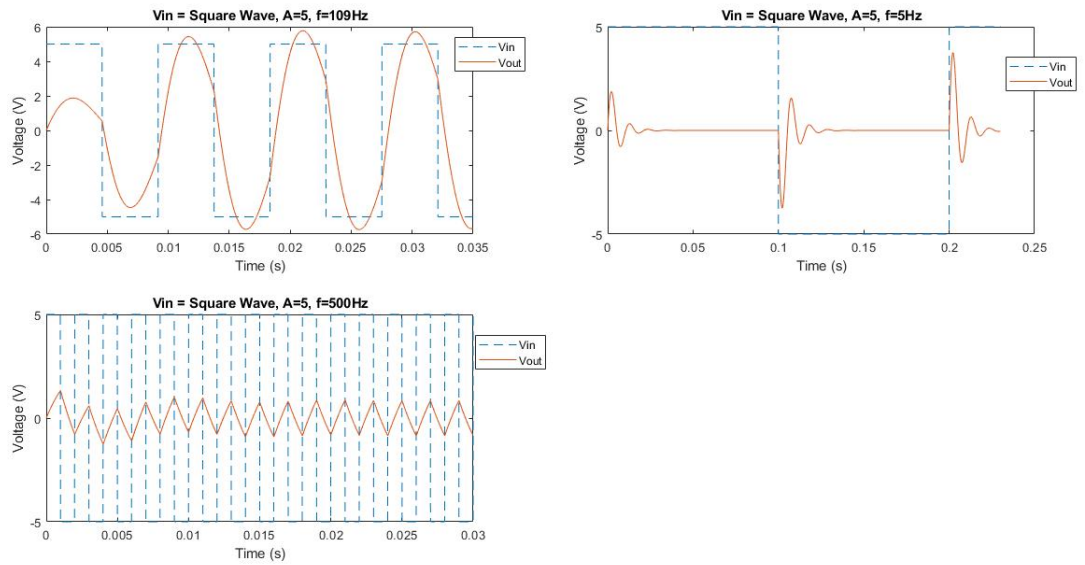 Vin = Square Wave, A=5, f=109Hz
6
4
2
0
-2
-4
-6
Voltage (V)
0
0.005
0.01
0.015
0.02
0.025
0.03
0.035
Time (s)
Vin
Vout
Vin = Square Wave, A=5, f=5Hz
5
0
-5
Voltage (V)
0
0.05
0.1
0.15
0.2
0.25
Time (s)
Vin
Vout
Vin = Square Wave, A=5, f=500Hz
5
0
-5
Voltage (V)
0
0.005
0.01
0.015
0.02
0.025
0.03
Time (s)
Vin
Vout